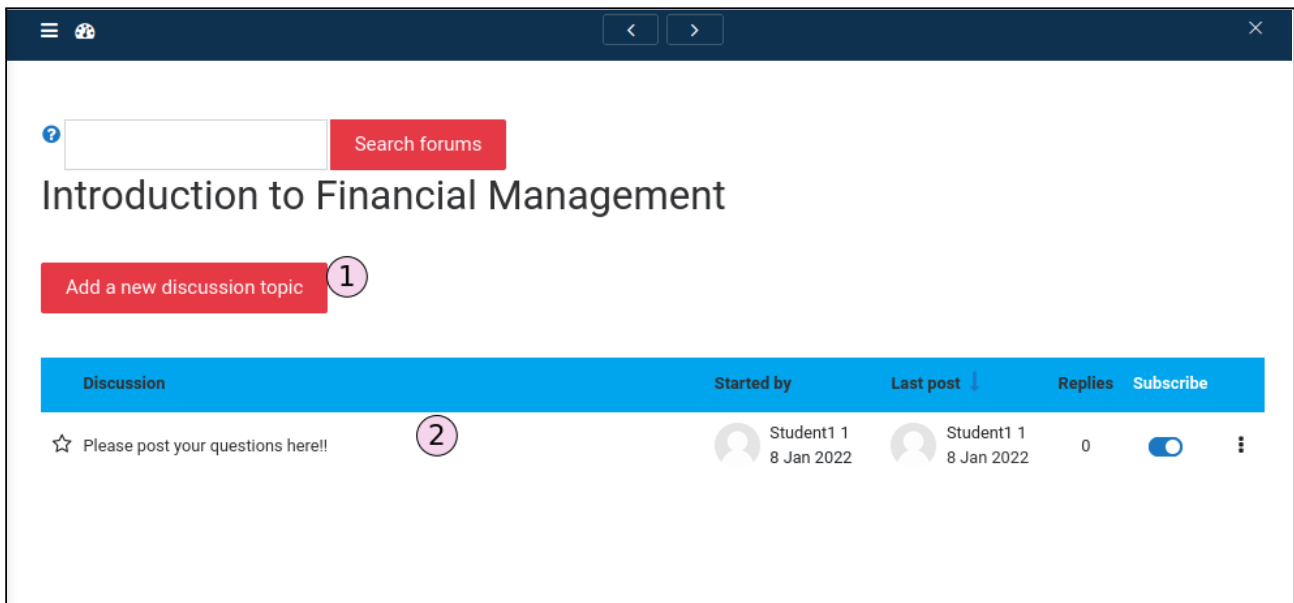 Search forums
Introduction to Financial Management
Add a new discussion topic 1
Discussion Started by Last post Replies Subscribe
Please post your questions here!! 2 Student1 1 Student1 1 0
8 Jan 2022 8 Jan 2022